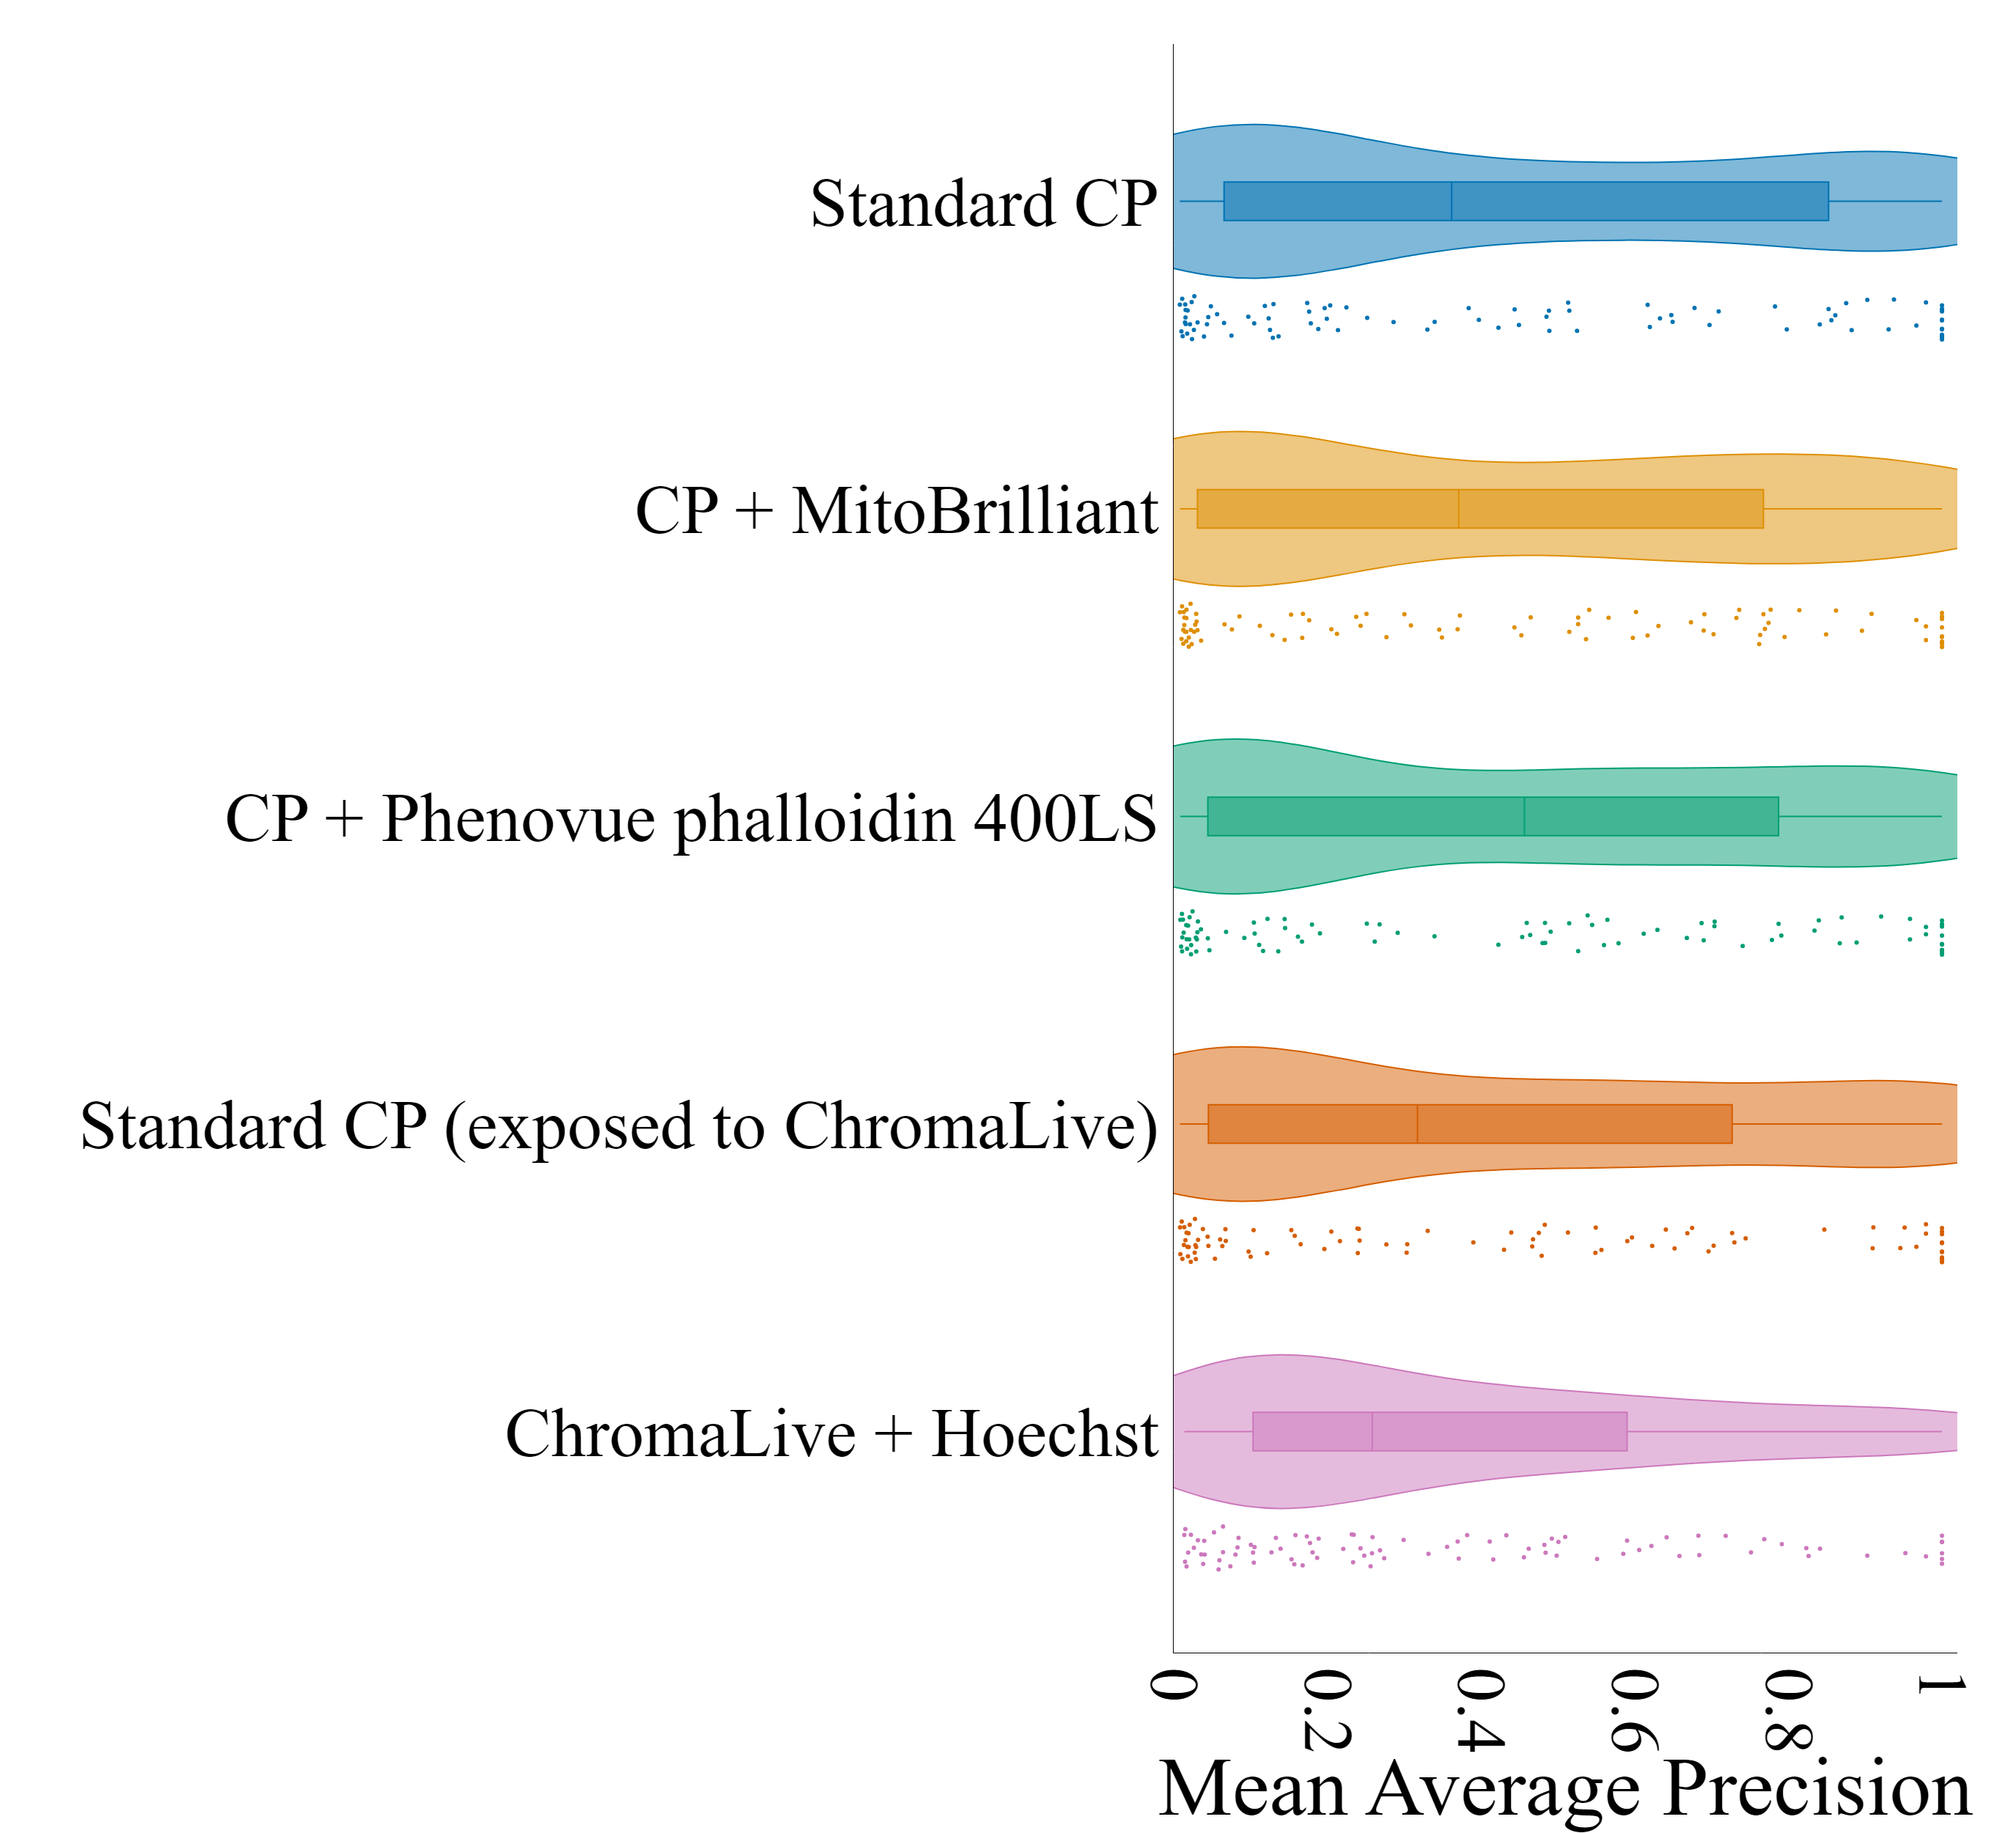 Standard CP
CP + MitoBrilliant
CP + Phenovue phalloidin 400LS
Standard CP (exposed to ChromaLive)
ChromaLive + Hoechst
0
0.2
0.4
0.6
0.8
1
Mean Average Precision